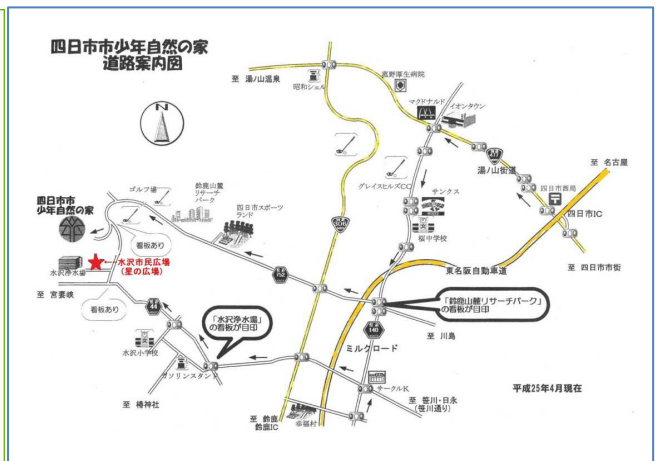 四日市市少年自然の家
道路案内図
N
至 湯ノ山温泉
昭和シェル
菰野厚生病院
マクドナルド
イオンタウン
湯ノ山街道
至 名古屋
四日市西局
四日市IC
至 四日市市街
グレイスヒルズCC
サンクス
桜中学校
東名阪自動車道
ゴルフ場
鈴鹿山麓
リサーチ
パーク
四日市スポーツ
ランド
四日市市
少年自然の家
看板あり
水沢市民広場
(星の広場)
水沢浄水場
至 宮妻峡
看板あり
44
752
140
「鈴鹿山麓リサーチパーク」
の看板が目印
「水沢浄水場」
の看板が目印
至 川島
ミルクロード
水沢小学校
ガソリンスタンド
至 椿神社
サークルK
至 笹川・日永
(笹川通り)
至 鈴鹿
鈴鹿IC
幸福村
平成25年4月現在